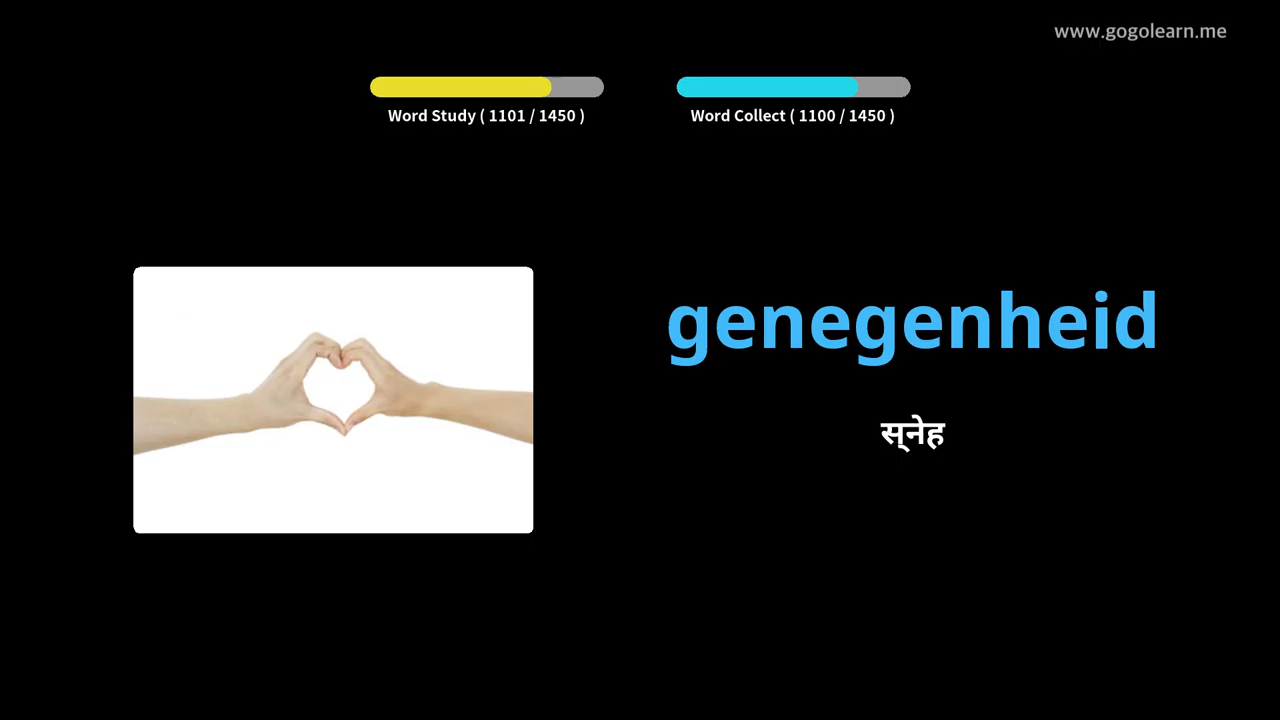 www.gogolearn.me
Word Study ( 1101 / 1450 )
Word Collect ( 1100 / 1450 )
genegenheid
स्नेह